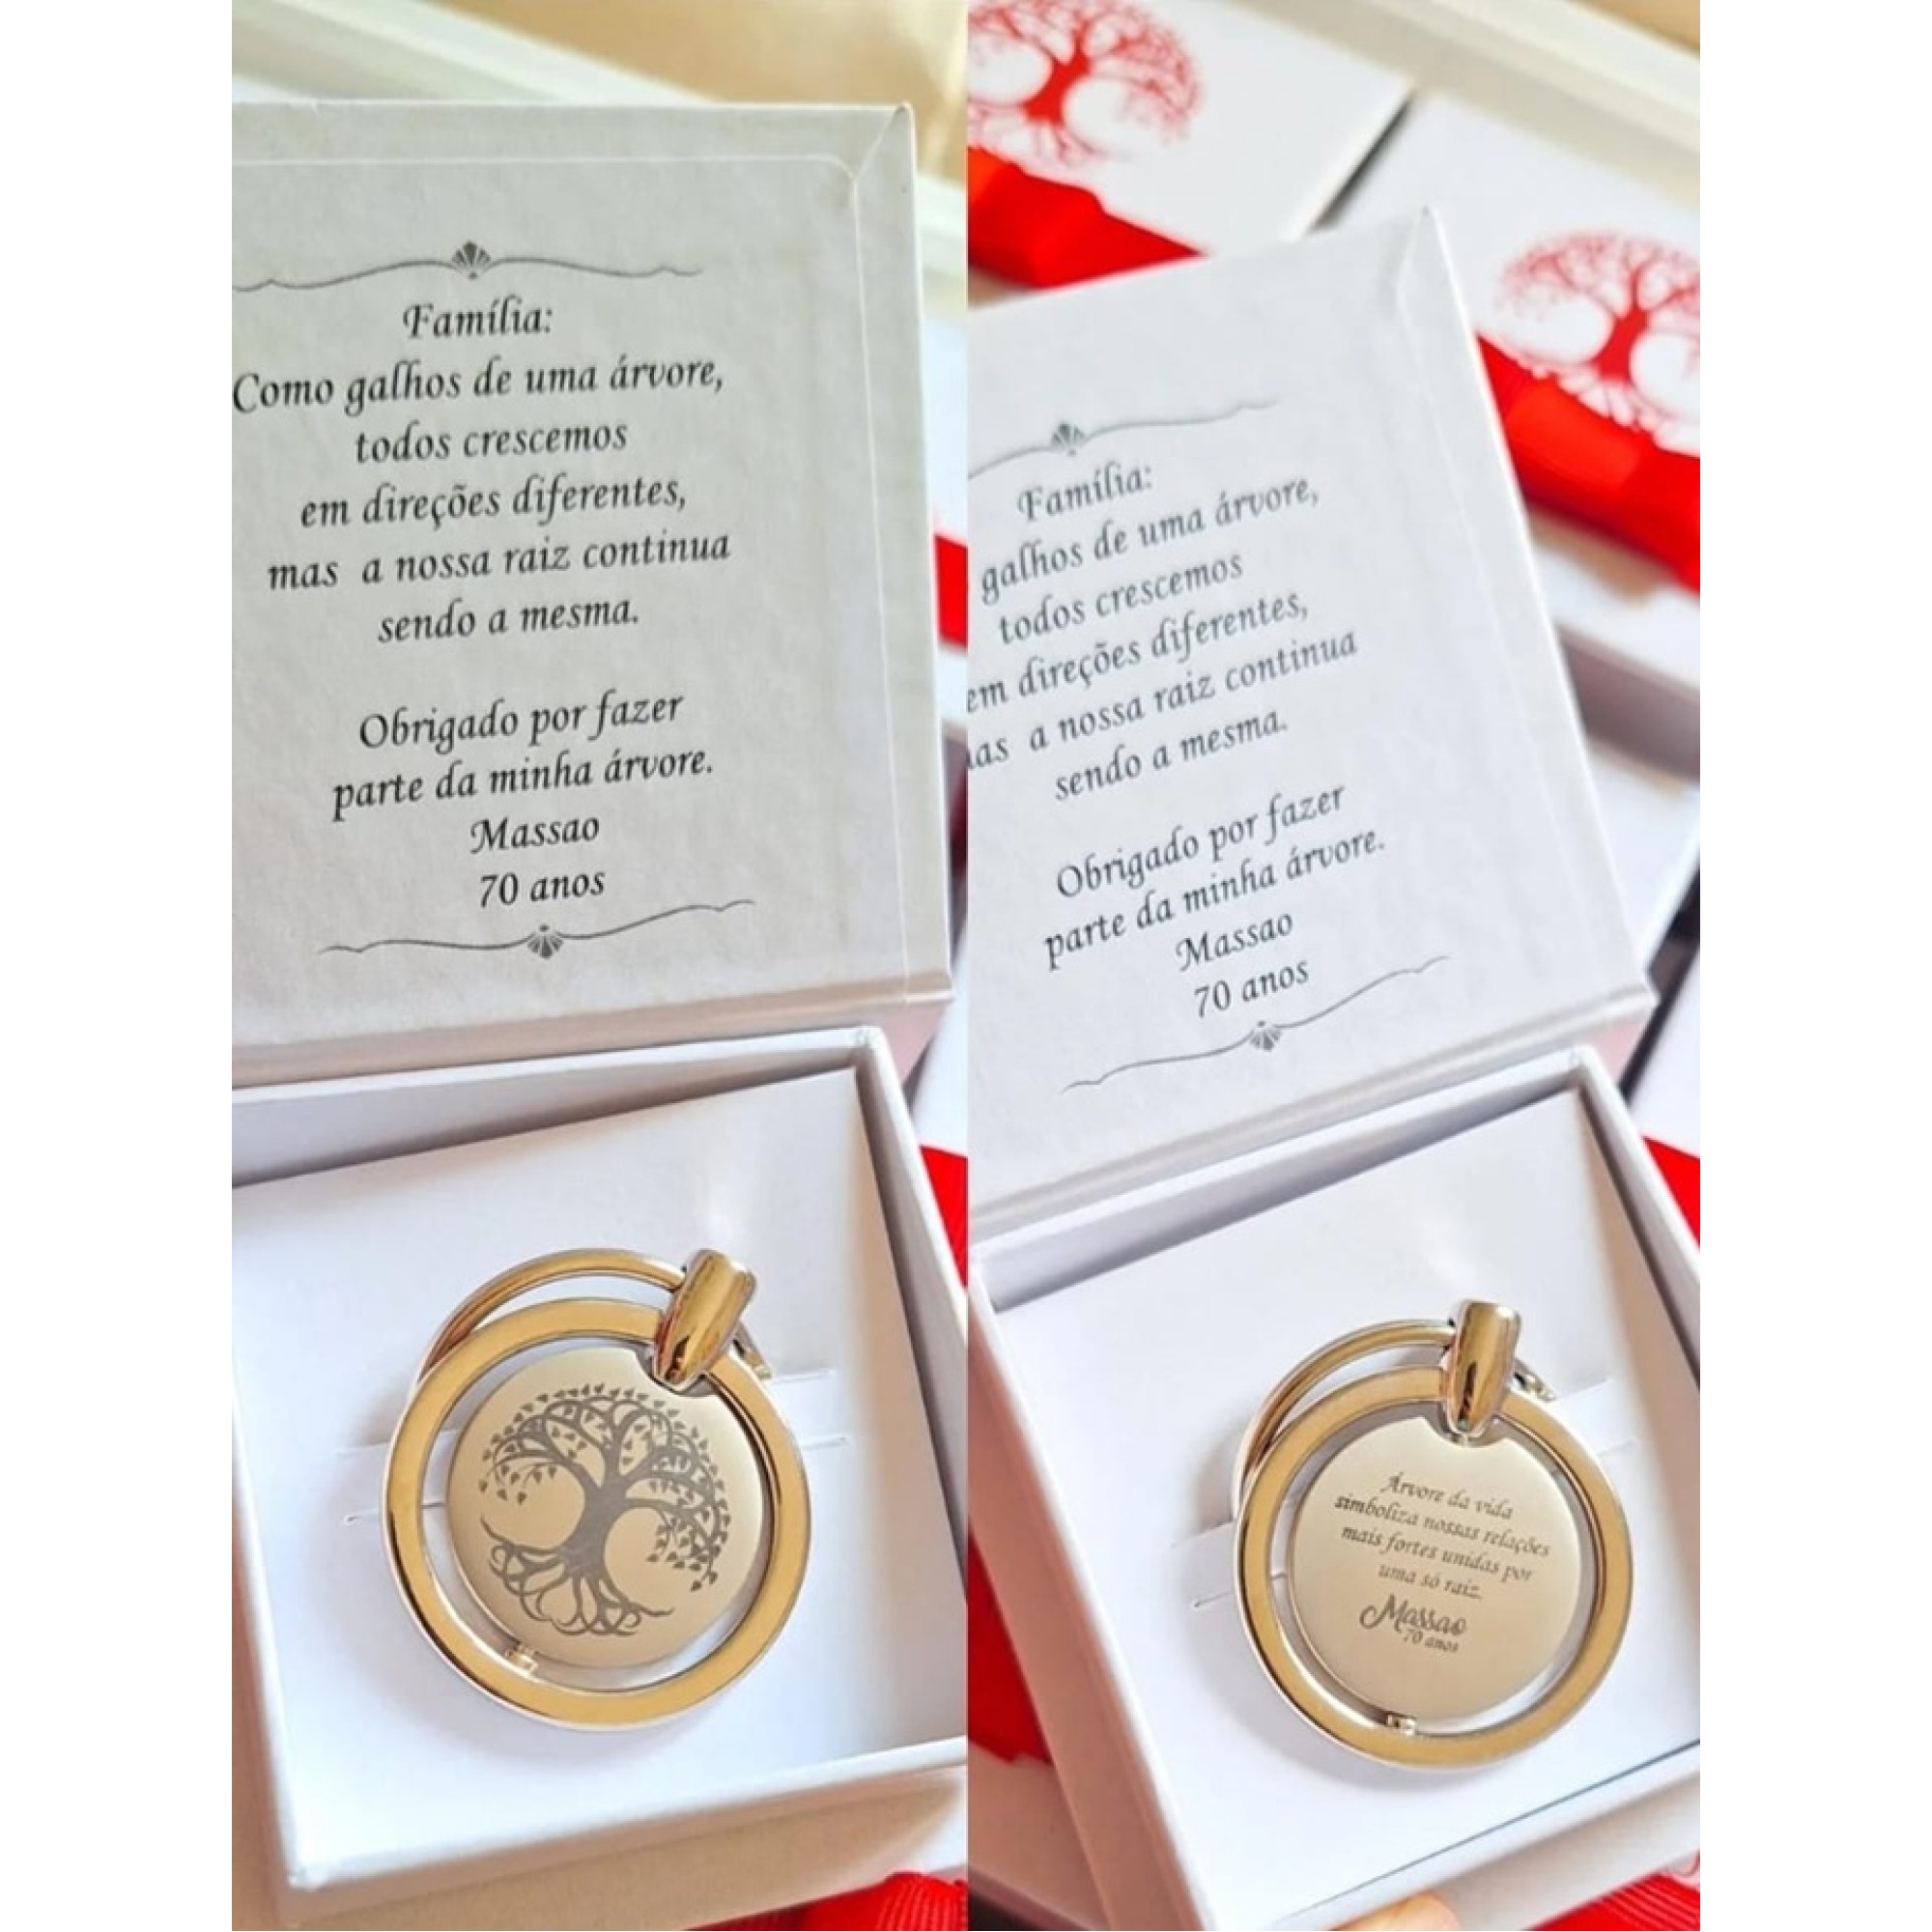 Família:
Como galhos de uma árvore,
todos crescemos
em direções diferentes,
mas a nossa raiz continua
sendo a mesma.
Obrigado por fazer
parte da minha árvore.
Massao
70 anos
Família:
galhos de uma árvore,
todos crescemos
em direções diferentes,
as a nossa raiz continua
sendo a mesma.
Obrigado por fazer
parte da minha árvore.
Massao
70 anos
Árvore da vida
simboliza nossas relações
mais fortes unidas por
uma só raiz.
Massao
70 anos